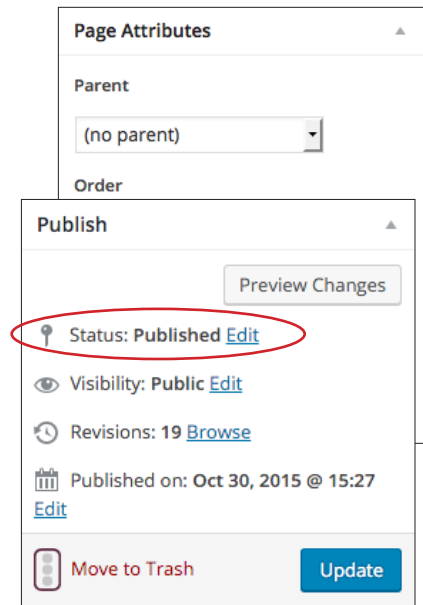 Page Attributes
Parent
(no parent)
Order
Publish
Preview Changes
Status: Published Edit
Visibility: Public Edit
Revisions: 19 Browse
Published on: Oct 30, 2015 @ 15:27
Edit
Move to Trash
Update